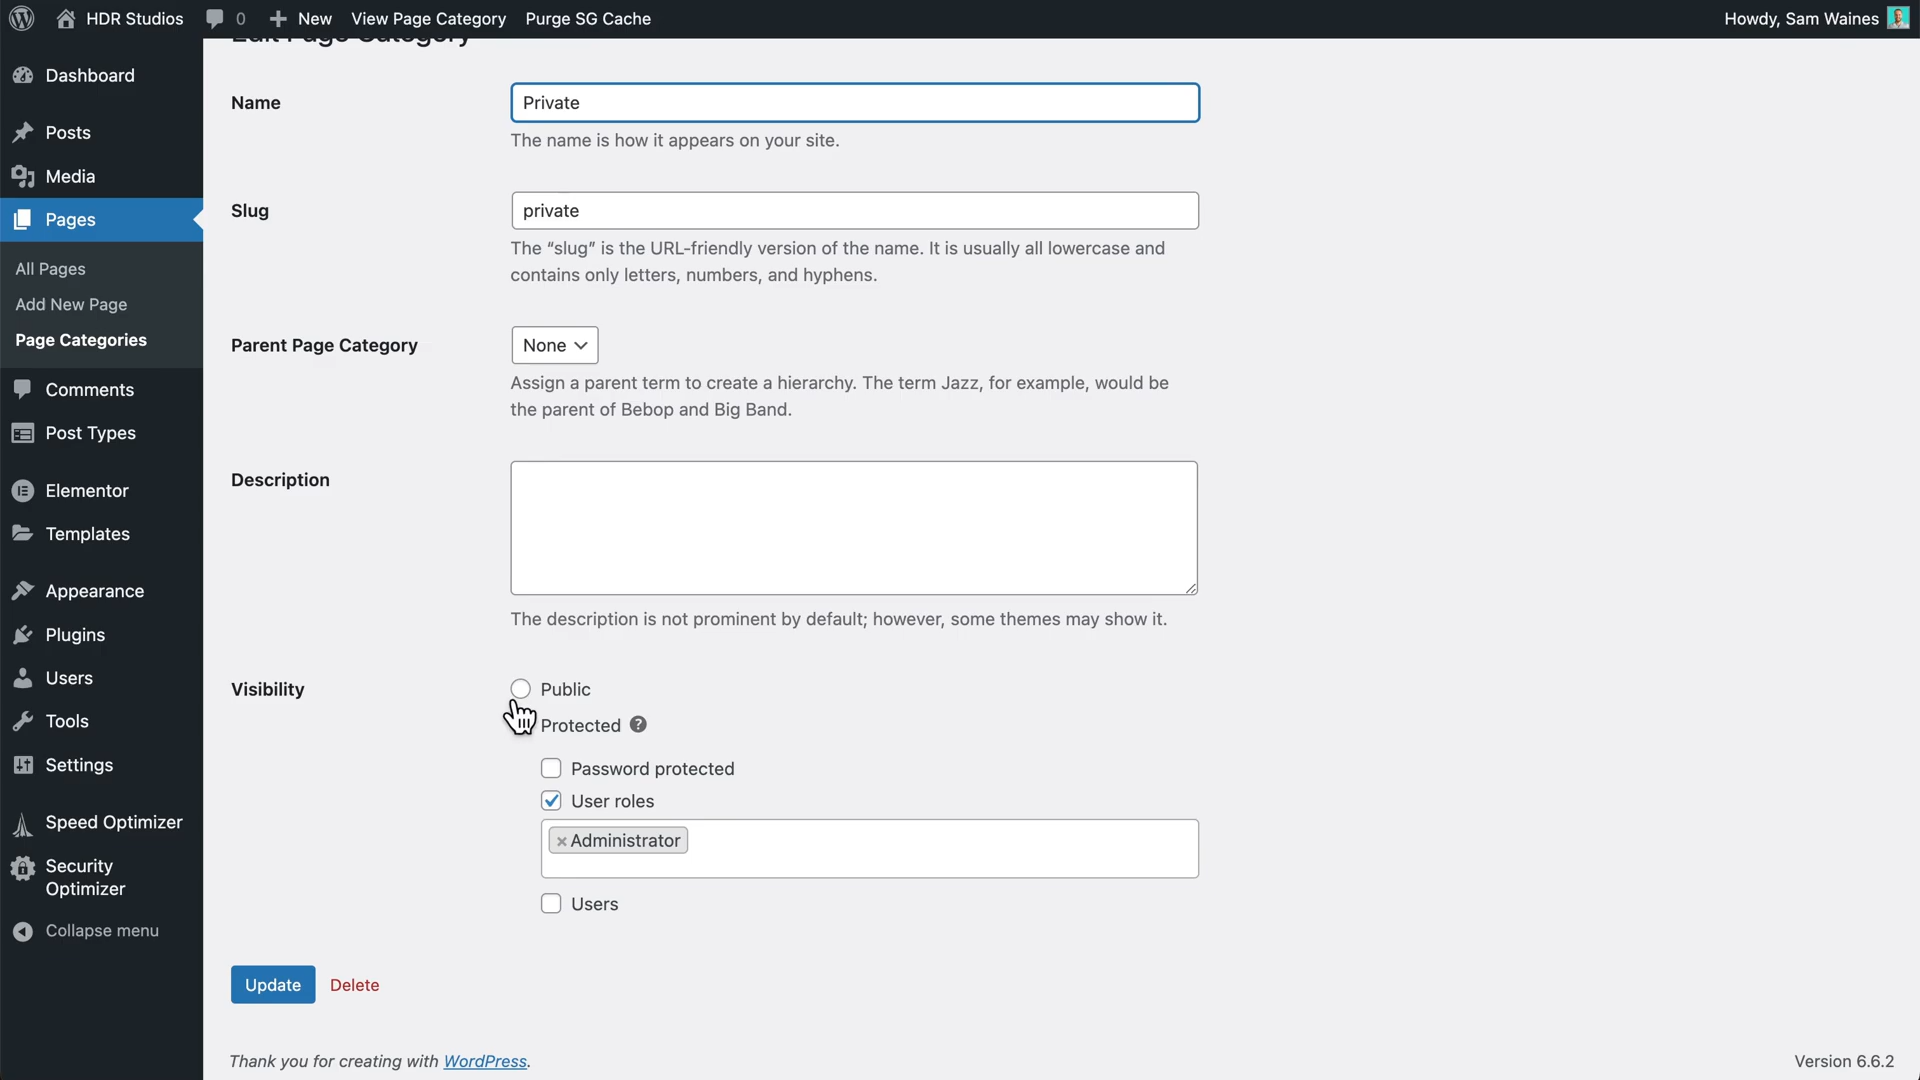 HDR Studios
0
New
View Page Category
Purge SG Cache
Howdy, Sam Waines
Edit Page Category
Dashboard
Posts
Media
Pages
All Pages
Add New Page
Page Categories
Comments
Post Types
Elementor
Templates
Appearance
Plugins
Users
Tools
Settings
Speed Optimizer
Security
Optimizer
Collapse menu
Name
Private
The name is how it appears on your site.
Slug
private
The “slug” is the URL-friendly version of the name. It is usually all lowercase and
contains only letters, numbers, and hyphens.
Parent Page Category
None
Assign a parent term to create a hierarchy. The term Jazz, for example, would be
the parent of Bebop and Big Band.
Description
The description is not prominent by default; however, some themes may show it.
Visibility
Public
Protected ?
Password protected
User roles
× Administrator
Users
Update
Delete
Thank you for creating with WordPress.
Version 6.6.2